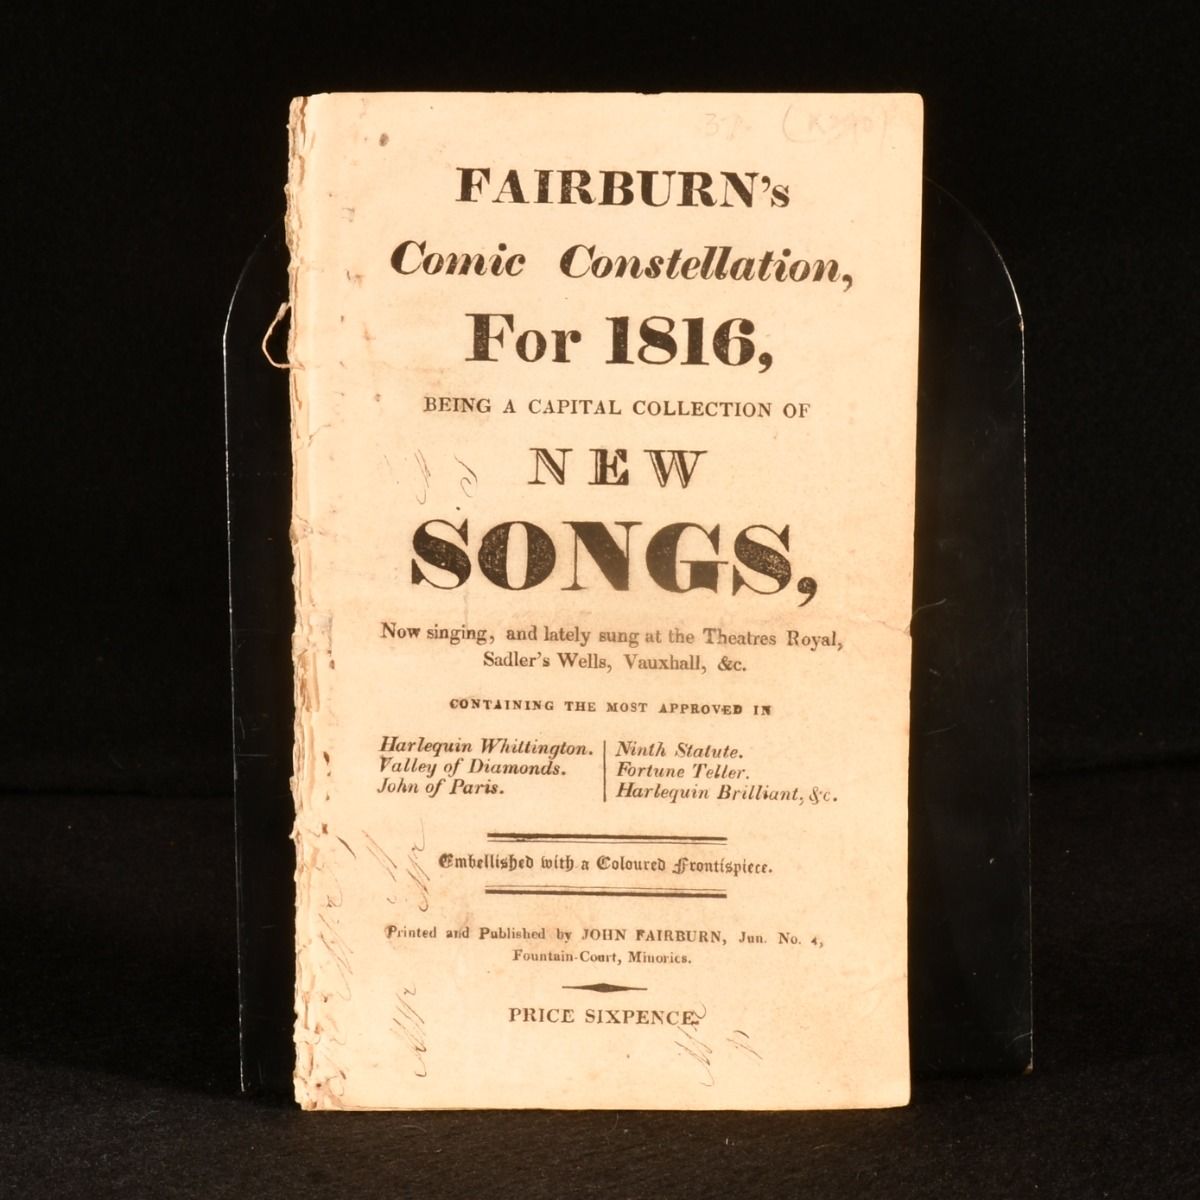 FAIRBURN's
Comic Constellation,
For 1816,
BEING A CAPITAL COLLECTION OF
NEW
SONGS,
Now singing, and lately sung at the Theatres Royal,
Sadler's Wells, Vauxhall, &c.
CONTAINING THE MOST APPROVED IN
Harlequin Whittington.
Valley of Diamonds.
John of Paris.
Ninth Statute.
Fortune Teller.
Harlequin Brilliant, &c.
Embellished with a Coloured Frontispiece.
Printed and Published by JOHN FAIRBURN, Jun. No. 4,
Fountain-Court, Minories.
PRICE SIXPENCE.